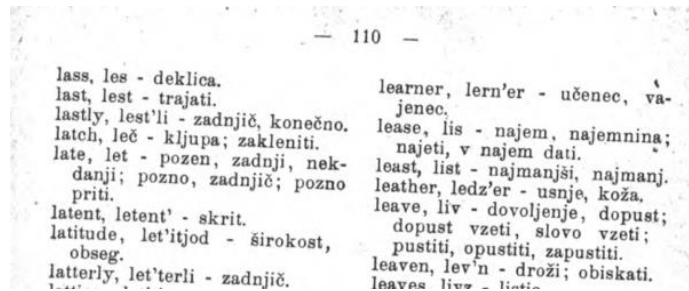 — 110 —
lass, les - deklica.
last, lest - trajati.
lastly, lest'li - zadnjič, konečno.
latch, leč - kljupa; zakleniti.
late, let - pozen, zadnji, nek-
danji; pozno, zadnjič; pozno
priti.
latent, letent' - skrit.
latitude, let'itjod - širokost,
obseg.
latterly, let'terli - zadnjič.
learner, lern'er - učenec, va-
jenec.
lease, lis - najem, najemnina;
najeti, v najem dati.
least, list - najmanjši, najmanj.
leather, ledz'er - usnje, koža.
leave, liv - dovoljenje, dopust;
dopust vzeti, slovo vzeti;
pustiti, opustiti, zapustiti.
leaven, lev'n - droži; obiskati.
leaves, livz - listje